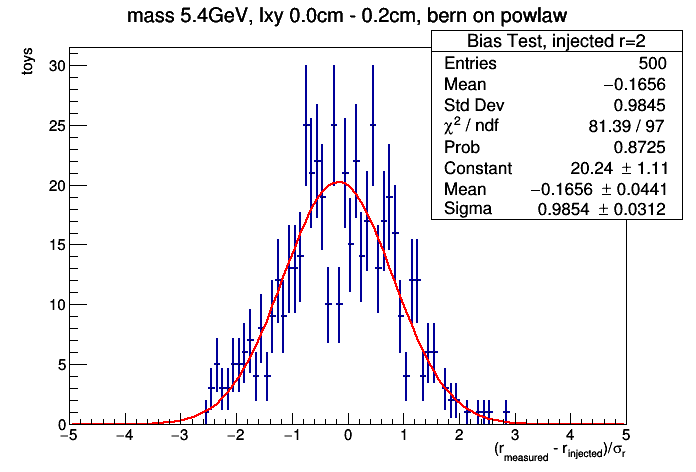 mass 5.4GeV, lxy 0.0cm - 0.2cm, bern on powlaw
Bias Test, injected r=2
Entries 500
Mean −0.1656
Std Dev 0.9845
χ² / ndf 81.39 / 97
Prob 0.8725
Constant 20.24 ± 1.11
Mean −0.1656 ± 0.0441
Sigma 0.9854 ± 0.0312
toys
30
25
20
15
10
5
0
−5 −4 −3 −2 −1 0 1 2 3 4 5
(r_measured - r_injected)/σ_r